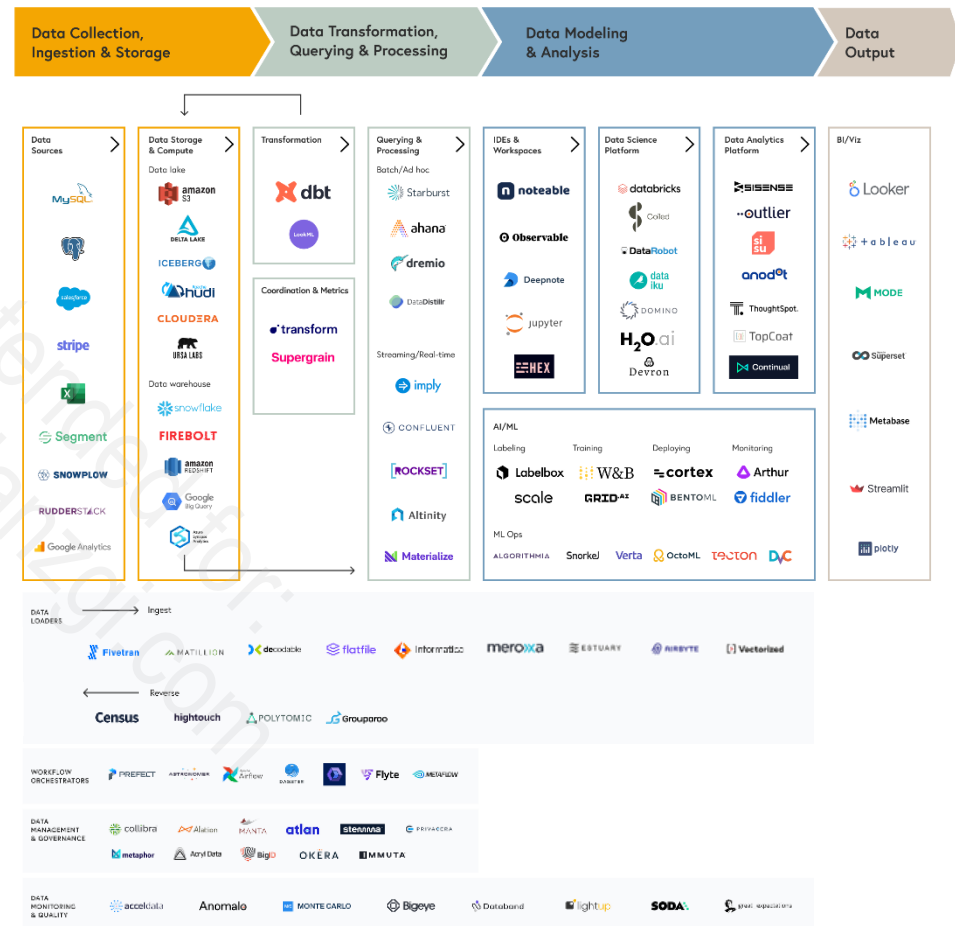 Data Collection,
Ingestion & Storage
Data Transformation,
Querying & Processing
Data Modeling
& Analysis
Data
Output
Data
Sources
MySQL
salesforce
stripe
Segment
SNOWPLOW
RUDDERSTACK
Google Analytics
Data Storage
& Compute
Data lake
amazon
S3
DELTA LAKE
ICEBERG
hudi
CLOUDERA
URSA LABS
Data warehouse
snowflake
FIREBOLT
amazon
REDSHIFT
Google
Big Query
Transformation
dbt
LookML
Coordination & Metrics
transform
Supergrain
Querying &
Processing
Batch/Ad hoc
Starburst
ahana
dremio
DataDistillr
Streaming/Real-time
imply
CONFLUENT
[ROCKSET]
Altinity
Materialize
IDEs &
Workspaces
noteable
Observable
Deepnote
jupyter
HEX
Data Science
Platform
databricks
Coiled
DataRobot
data
iku
DOMINO
H2O.ai
Devron
Data Analytics
Platform
SISENSE
outlier
si
su
anodot
ThoughtSpot.
TopCoat
Continual
AI/ML
Labeling
Training
Deploying
Monitoring
Labelbox
W&B
cortex
Arthur
scale
GRID.AI
BENTOML
fiddler
ML Ops
ALGORITHMIA
Snorkel
Verta
OctoML
TECTON
DVC
BI/Viz
Looker
+ableau
MODE
Superset
Metabase
Streamlit
plotly
DATA
LOADERS
Ingest
Fivetran
MATILLION
decodable
flatfile
Informatica
meroxa
ESTUARY
AIRBYTE
Vectorized
Reverse
Census
hightouch
POLYTOMIC
Grouparoo
WORKFLOW
ORCHESTRATORS
PREFECT
ASTRONOMER
Airflow
DAGSTER
Flyte
METAFLOW
DATA
MANAGEMENT
& GOVERNANCE
collibra
Alation
MANTA
atlan
stemma
PRIVACERA
metaphor
Acryl Data
BigID
OKERA
IMMUTA
DATA
MONITORING
& QUALITY
acceldata
Anomalo
MONTE CARLO
Bigeye
Databand
lightup
SODA
great expectations